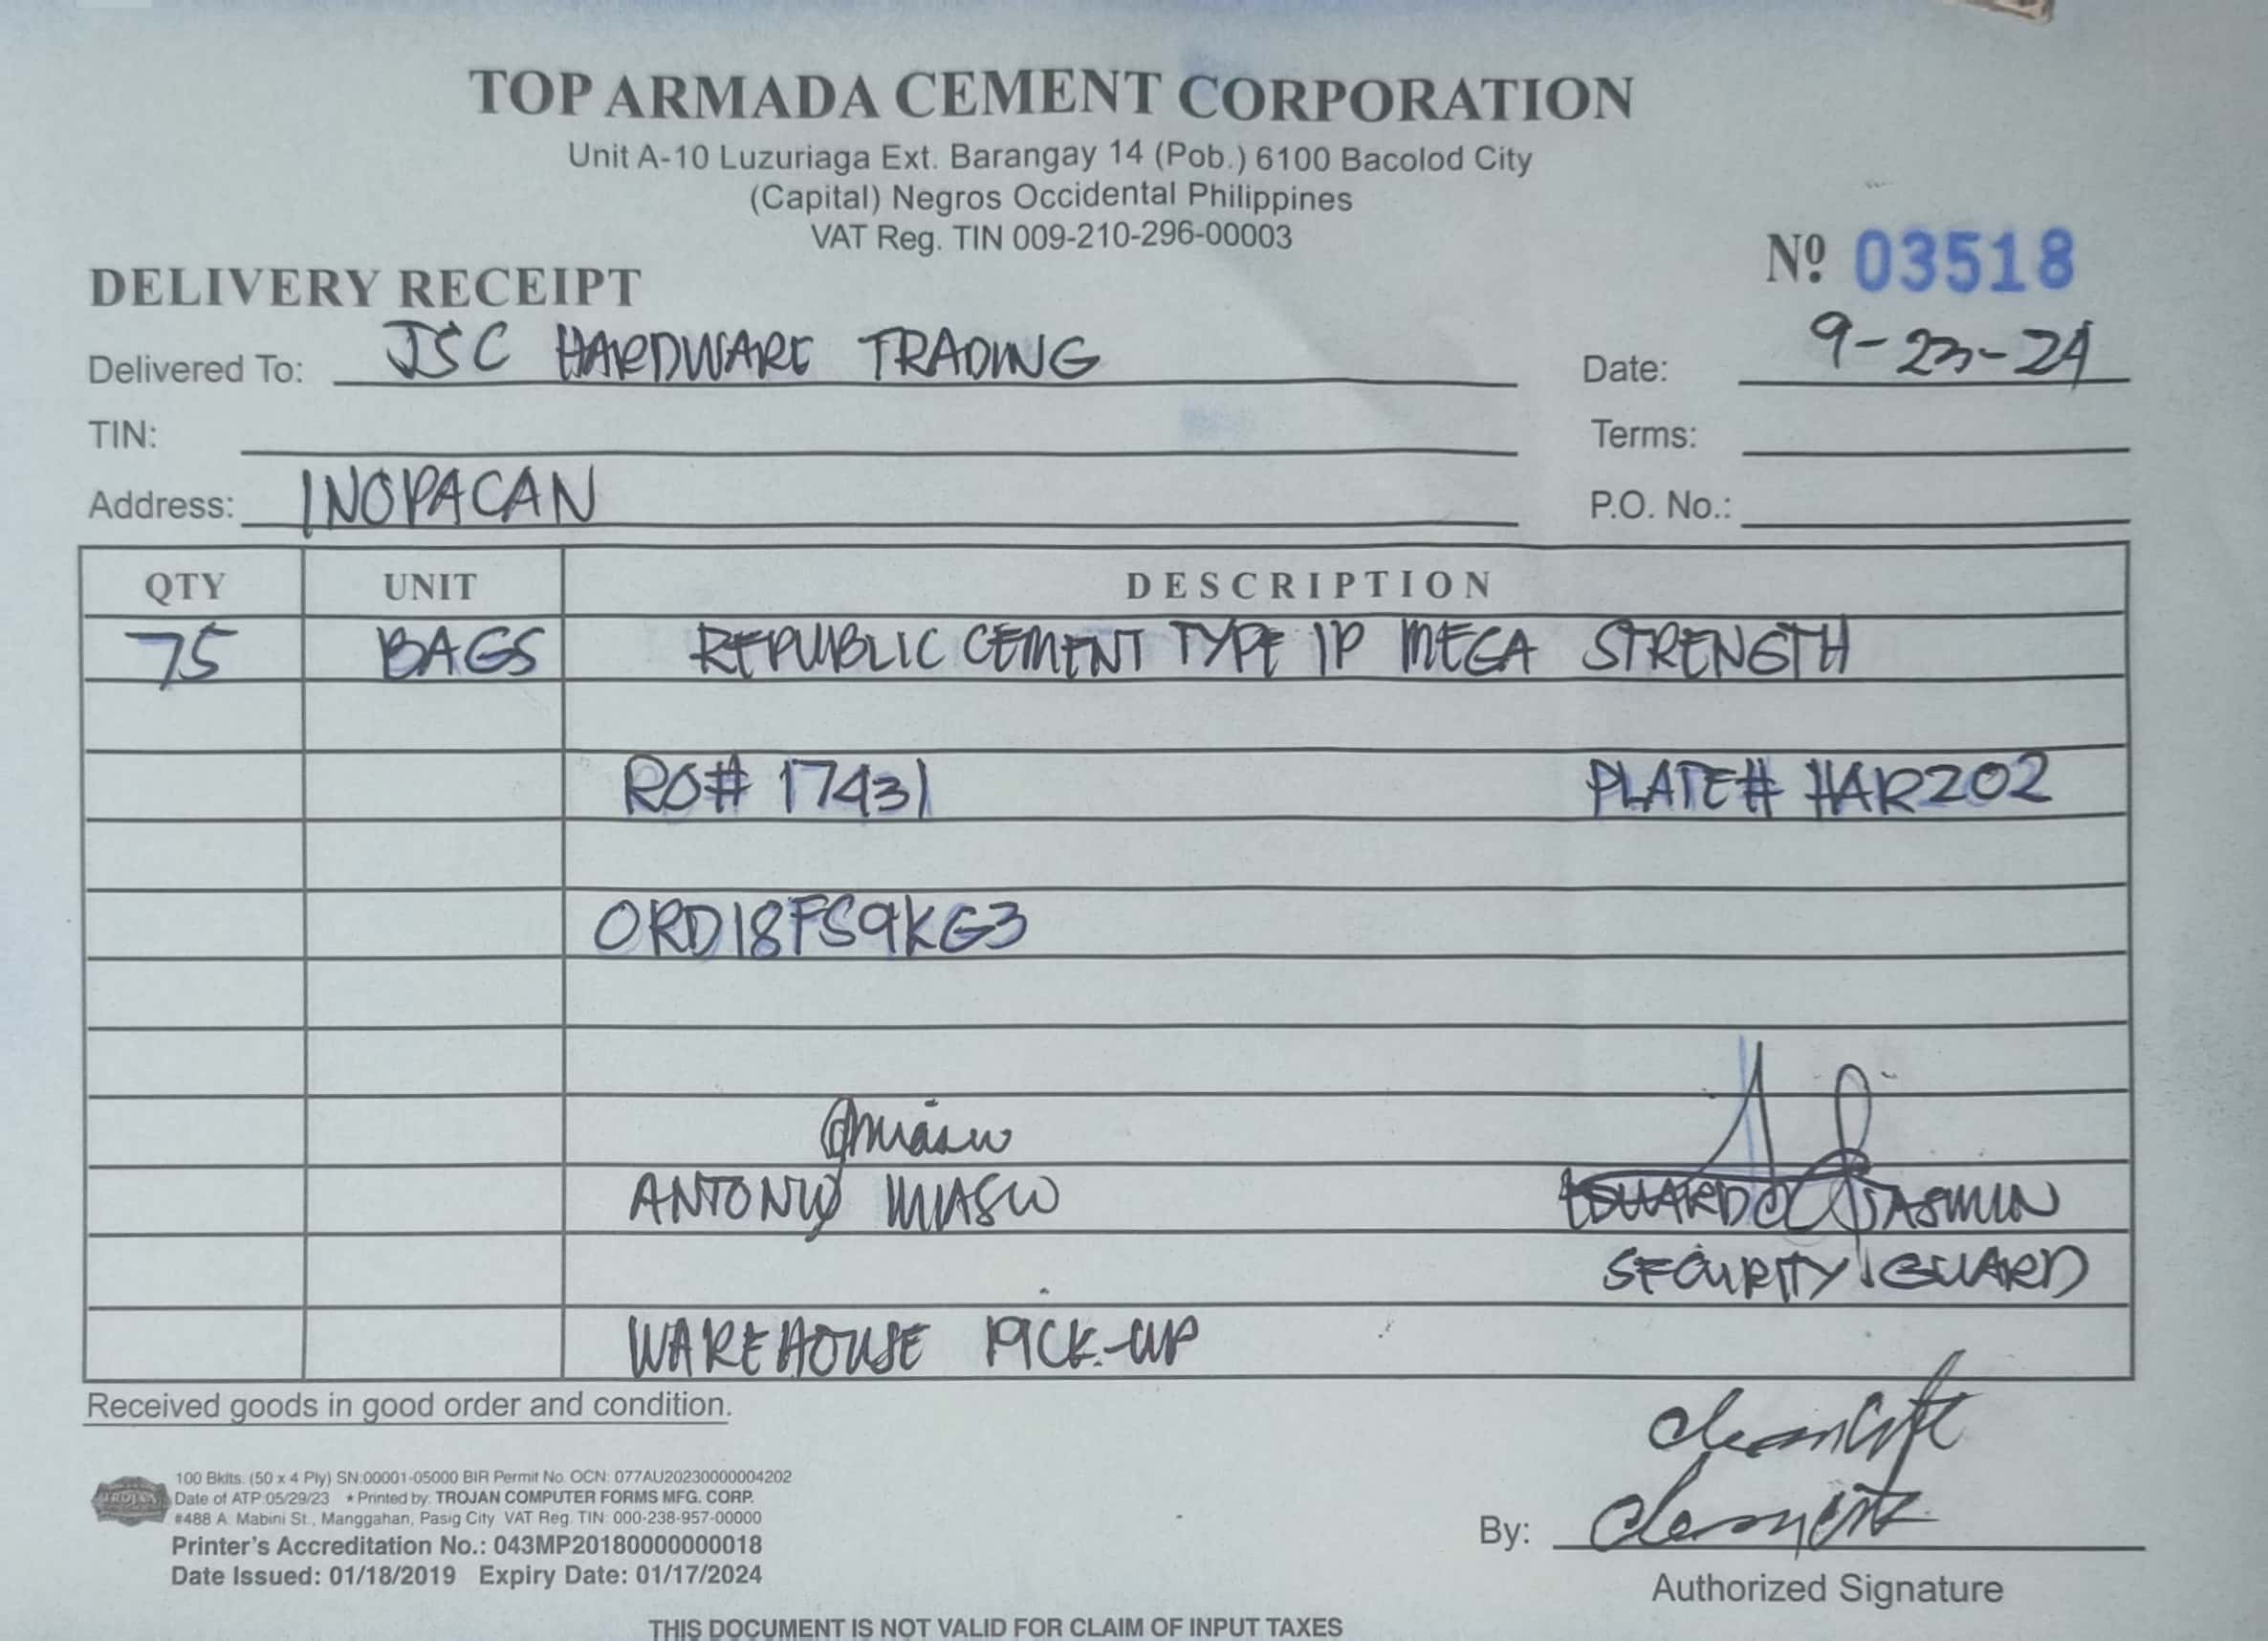 TOP ARMADA CEMENT CORPORATION
Unit A-10 Luzuriaga Ext. Barangay 14 (Pob.) 6100 Bacolod City
(Capital) Negros Occidental Philippines
VAT Reg. TIN 009-210-296-00003
Nº 03518
DELIVERY RECEIPT
Delivered To: JSC HARDWARE TRADING Date: 9-23-24
TIN: Terms:
Address: INOPACAN P.O. No.:
QTY UNIT DESCRIPTION
75 BAGS REPUBLIC CEMENT TYPE 1P MEGA STRENGTH
RO# 17431 PLATE# HAR202
ORD18FS9KG3
ANTONIO MIASCO JASMIN
SECURITY GUARD
WAREHOUSE PICK-UP
Received goods in good order and condition.
TROJAN
100 Bklts. (50 x 4 Ply) SN:00001-05000 BIR Permit No. OCN: 077AU20230000004202
Date of ATP:05/29/23 * Printed by: TROJAN COMPUTER FORMS MFG. CORP.
#488 A. Mabini St., Manggahan, Pasig City VAT Reg. TIN: 000-238-957-00000
Printer's Accreditation No.: 043MP20180000000018
Date Issued: 01/18/2019 Expiry Date: 01/17/2024
By:
Authorized Signature
THIS DOCUMENT IS NOT VALID FOR CLAIM OF INPUT TAXES